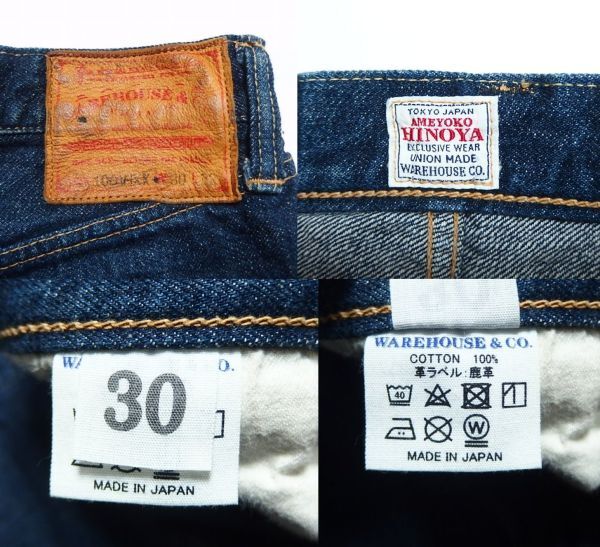 TOKYO JAPAN
AMEYOKO
HINOYA
EXCLUSIVE WEAR
UNION MADE
WAREHOUSE CO.
30
MADE IN JAPAN
WAREHOUSE & CO.
COTTON 100%
革ラベル:鹿革
40
MADE IN JAPAN